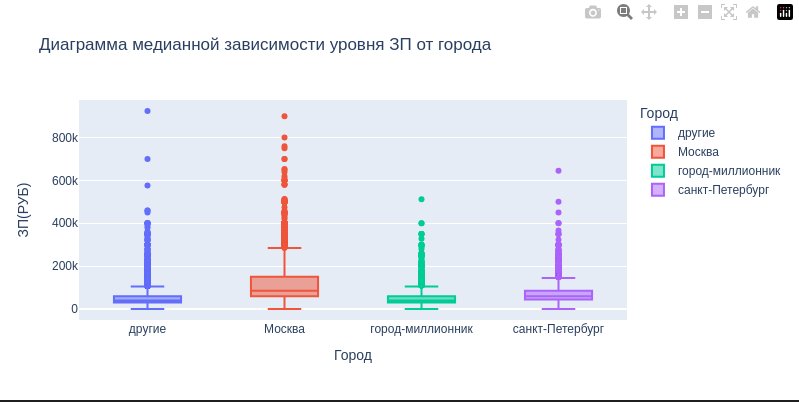 Диаграмма медианной зависимости уровня ЗП от города
Город
другие
Москва
город-миллионник
санкт-Петербург
ЗП(РУБ)
800k
600k
400k
200k
0
другие
Москва
город-миллионник
санкт-Петербург
Город